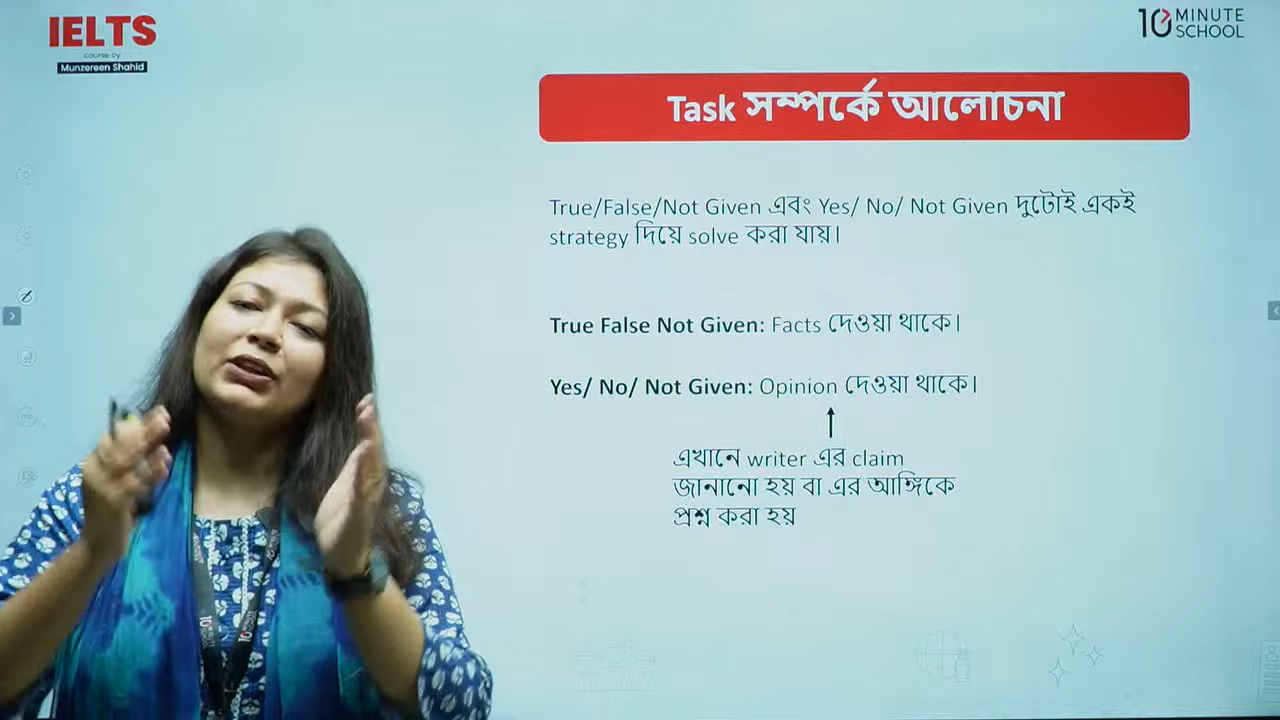 IELTS
course by
Munzereen Shahid
10 MINUTE
SCHOOL
Task সম্পর্কে আলোচনা
True/False/Not Given এবং Yes/ No/ Not Given দুটোই একই
strategy দিয়ে solve করা যায়।
True False Not Given: Facts দেওয়া থাকে।
Yes/ No/ Not Given: Opinion দেওয়া থাকে।
এখানে writer এর claim
জানানো হয় বা এর আঙ্গিকে
প্রশ্ন করা হয়